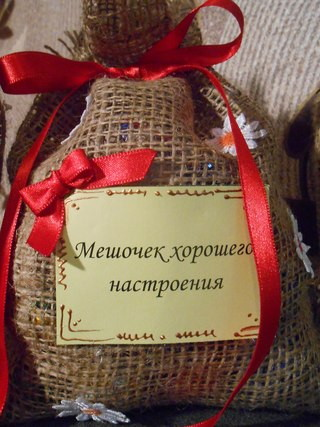 Мешочек хорошего
настроения